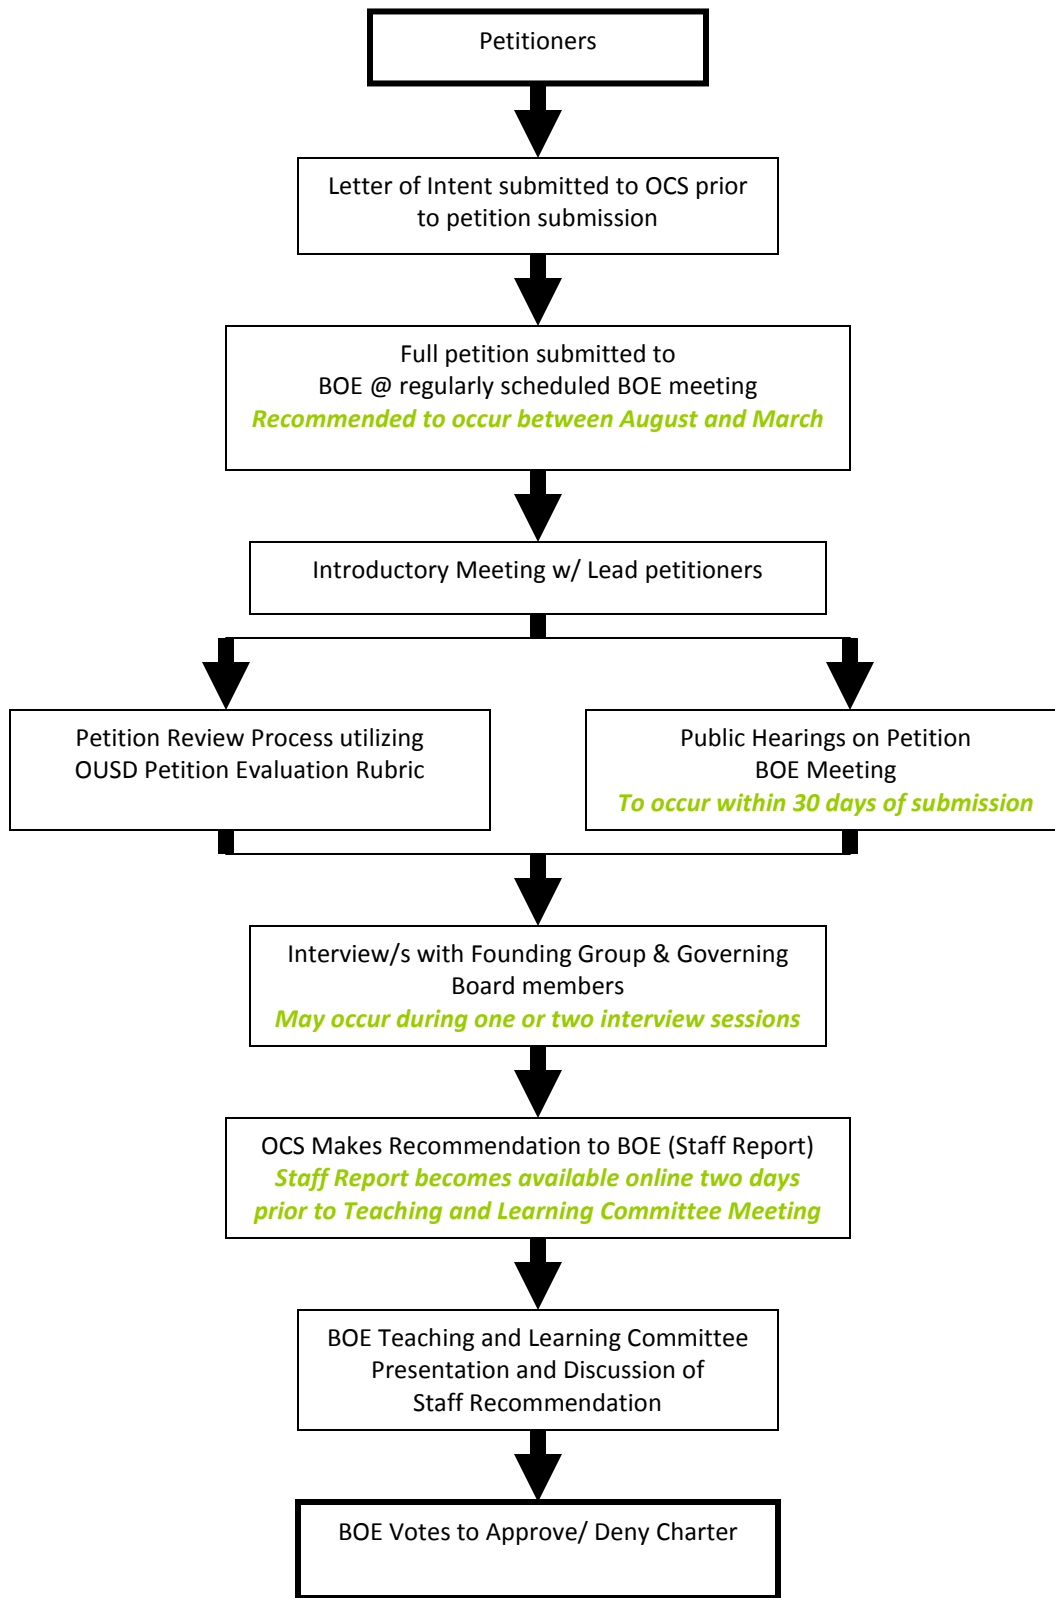 Petitioners
Letter of Intent submitted to OCS prior
to petition submission
Full petition submitted to
BOE @ regularly scheduled BOE meeting
Recommended to occur between August and March
Introductory Meeting w/ Lead petitioners
Petition Review Process utilizing
OUSD Petition Evaluation Rubric
Public Hearings on Petition
BOE Meeting
To occur within 30 days of submission
Interview/s with Founding Group & Governing
Board members
May occur during one or two interview sessions
OCS Makes Recommendation to BOE (Staff Report)
Staff Report becomes available online two days
prior to Teaching and Learning Committee Meeting
BOE Teaching and Learning Committee
Presentation and Discussion of
Staff Recommendation
BOE Votes to Approve/ Deny Charter